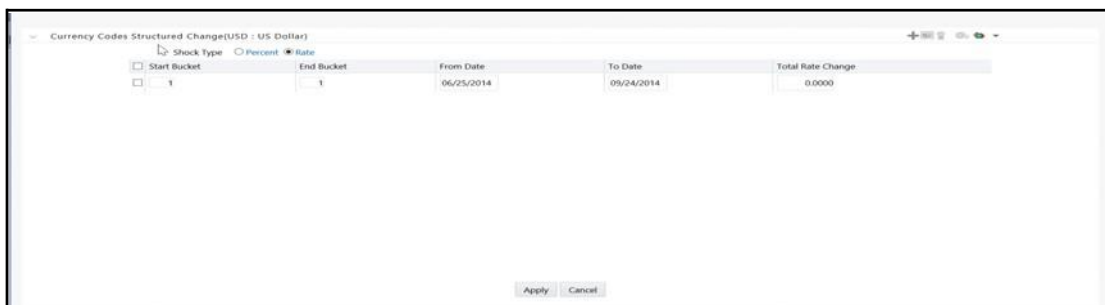 Currency Codes Structured Change(USD : US Dollar)
Shock Type Percent Rate
Start Bucket End Bucket From Date To Date Total Rate Change
1 1 06/25/2014 09/24/2014 0.0000
Apply Cancel